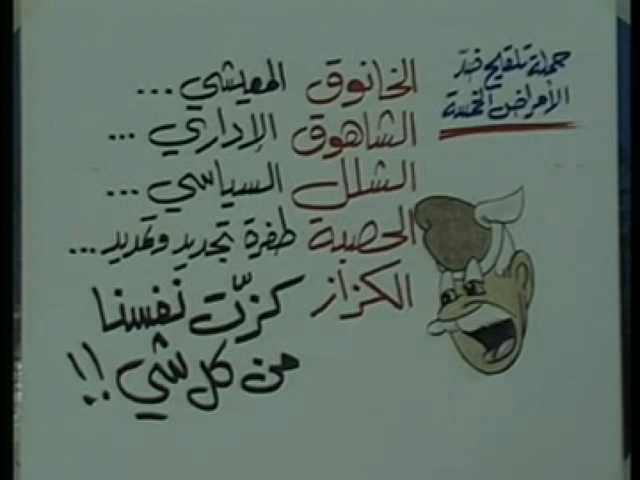 حملة تلقيح ضدّ
الأمراض الخمسة
الخانوق المعيشي ...
الشاهوق الإداري ...
الشلل السياسي ...
الحصبة طفرة تجديد وتمديد ...
الكزاز كزّت نفسنا
من كل شي !!